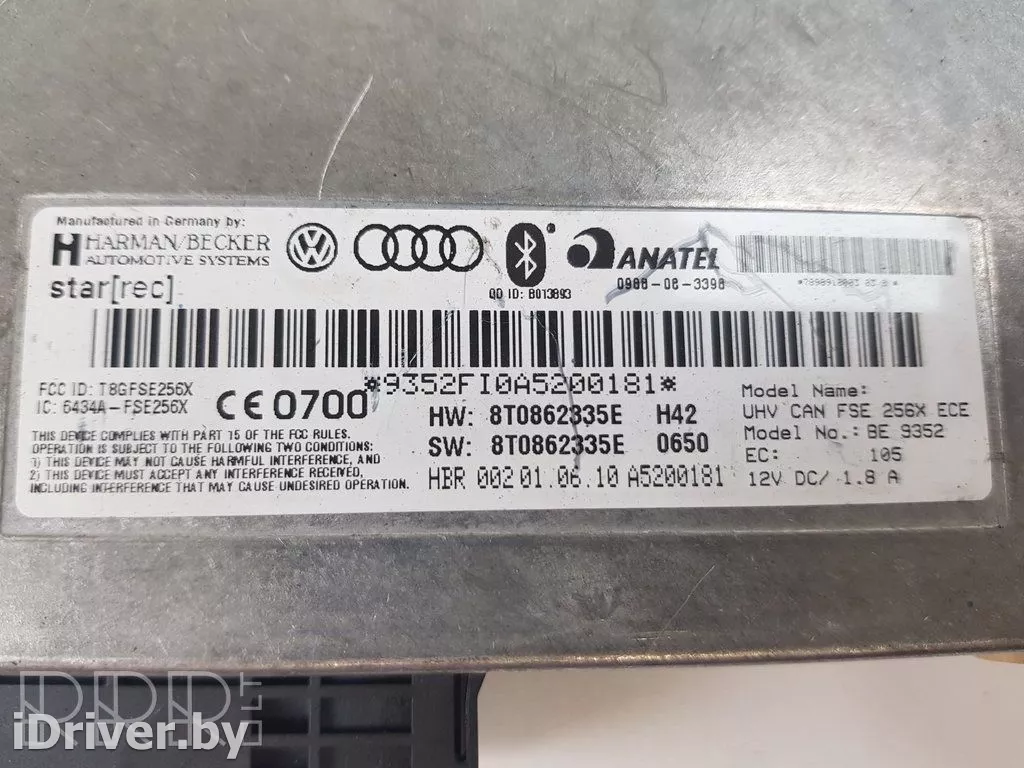 Manufactured in Germany by:
HARMAN/BECKER
AUTOMOTIVE SYSTEMS
star[rec]
QD ID: B013893
ANATEL
0988-08-3398
*9352FI0A5200181*
FCC ID: T8GFSE256X
IC: 6434A-FSE256X
CE 0700
THIS DEVICE COMPLIES WITH PART 15 OF THE FCC RULES.
OPERATION IS SUBJECT TO THE FOLLOWING TWO CONDITIONS:
1) THIS DEVICE MAY NOT CAUSE HARMFUL INTERFERENCE, AND
2) THIS DEVICE MUST ACCEPT ANY INTERFERENCE RECEIVED,
INCLUDING INTERFERENCE THAT MAY CAUSE UNDESIRED OPERATION.
HW: 8T0862335E H42
SW: 8T0862335E 0650
HBR 002 01.06.10 A5200181
Model Name:
UHV CAN FSE 256X ECE
Model No.: BE 9352
EC: 105
12V DC/ 1.8 A
iDriver.by